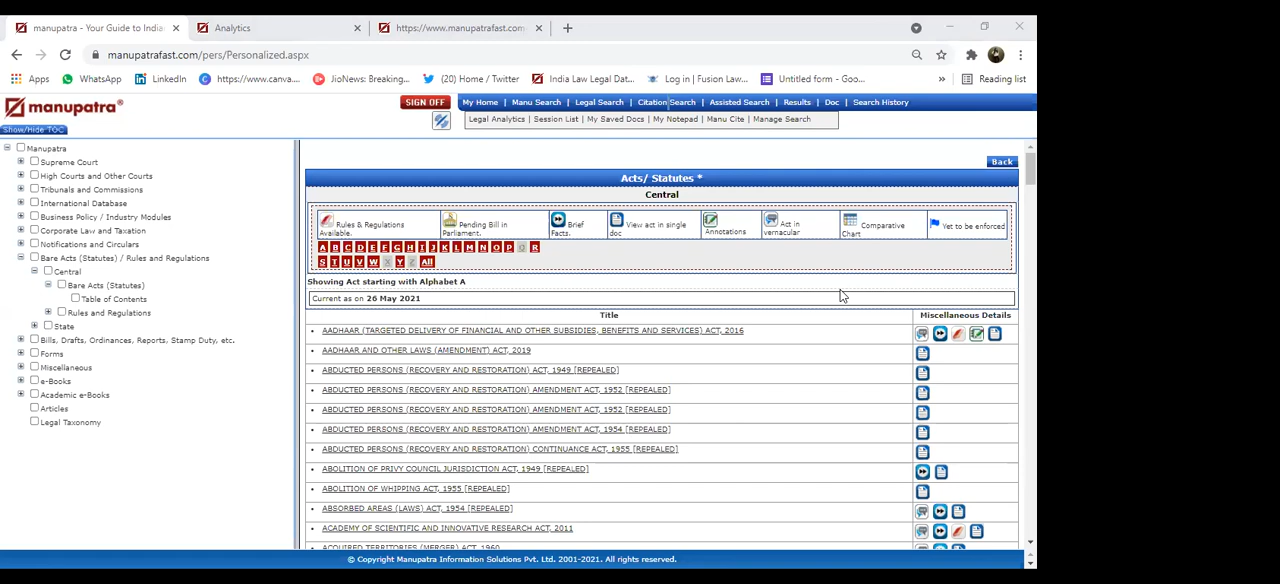 manupatra - Your Guide to India
Analytics
https://www.manupatrafast.com
manupatrafast.com/pers/Personalized.aspx
Apps
WhatsApp
LinkedIn
https://www.canva...
JioNews: Breaking...
(20) Home / Twitter
India Law Legal Dat...
Log in | Fusion Law...
Untitled form - Goo...
»
Reading list
manupatra®
SIGN OFF
My Home | Manu Search | Legal Search | Citation Search | Assisted Search | Results | Doc | Search History
Legal Analytics | Session List | My Saved Docs | My Notepad | Manu Cite | Manage Search
Show/Hide TOC
Manupatra
Supreme Court
High Courts and Other Courts
Tribunals and Commissions
International Database
Business Policy / Industry Modules
Corporate Law and Taxation
Notifications and Circulars
Bare Acts (Statutes) / Rules and Regulations
Central
Bare Acts (Statutes)
Table of Contents
Rules and Regulations
State
Bills, Drafts, Ordinances, Reports, Stamp Duty, etc.
Forms
Miscellaneous
e-Books
Academic e-Books
Articles
Legal Taxonomy
Back
Acts/ Statutes *
Central
Rules & Regulations Available.
Pending Bill in Parliament.
Brief Facts.
View act in single doc
Annotations
Act in vernacular
Comparative Chart
Yet to be enforced
A B C D E F G H I J K L M N O P Q R
S T U V W X Y Z All
Showing Act starting with Alphabet A
Current as on 26 May 2021
Title
Miscellaneous Details
AADHAAR (TARGETED DELIVERY OF FINANCIAL AND OTHER SUBSIDIES, BENEFITS AND SERVICES) ACT, 2016
AADHAAR AND OTHER LAWS (AMENDMENT) ACT, 2019
ABDUCTED PERSONS (RECOVERY AND RESTORATION) ACT, 1949 [REPEALED]
ABDUCTED PERSONS (RECOVERY AND RESTORATION) AMENDMENT ACT, 1952 [REPEALED]
ABDUCTED PERSONS (RECOVERY AND RESTORATION) AMENDMENT ACT, 1952 [REPEALED]
ABDUCTED PERSONS (RECOVERY AND RESTORATION) AMENDMENT ACT, 1954 [REPEALED]
ABDUCTED PERSONS (RECOVERY AND RESTORATION) CONTINUANCE ACT, 1955 [REPEALED]
ABOLITION OF PRIVY COUNCIL JURISDICTION ACT, 1949 [REPEALED]
ABOLITION OF WHIPPING ACT, 1955 [REPEALED]
ABSORBED AREAS (LAWS) ACT, 1954 [REPEALED]
ACADEMY OF SCIENTIFIC AND INNOVATIVE RESEARCH ACT, 2011
ACQUIRED TERRITORIES (MERGER) ACT, 1960
© Copyright Manupatra Information Solutions Pvt. Ltd. 2001-2021. All rights reserved.